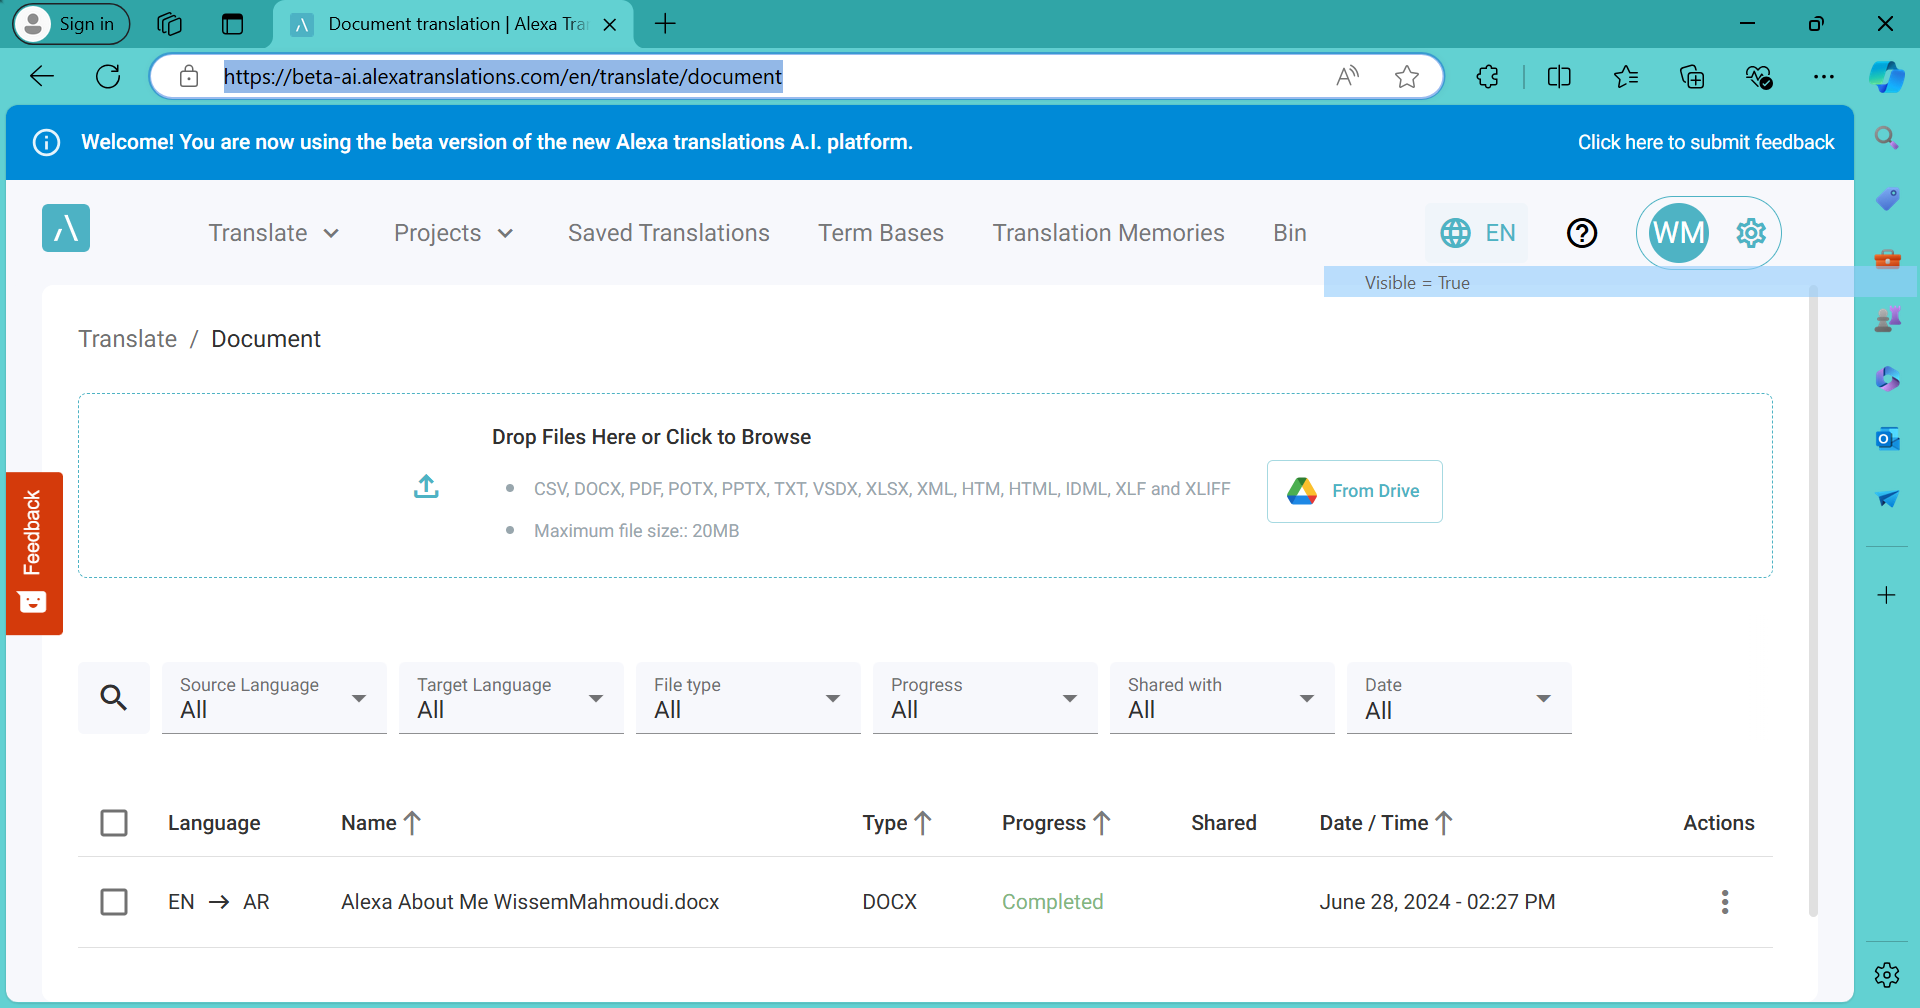 Sign in
Document translation | Alexa Tra
https://beta-ai.alexatranslations.com/en/translate/document
Welcome! You are now using the beta version of the new Alexa translations A.I. platform.
Click here to submit feedback
Translate
Projects
Saved Translations
Term Bases
Translation Memories
Bin
EN
WM
Visible = True
Translate / Document
Drop Files Here or Click to Browse
CSV, DOCX, PDF, POTX, PPTX, TXT, VSDX, XLSX, XML, HTM, HTML, IDML, XLF and XLIFF
Maximum file size:: 20MB
From Drive
Feedback
Source Language
All
Target Language
All
File type
All
Progress
All
Shared with
All
Date
All
Language
Name
Type
Progress
Shared
Date / Time
Actions
EN → AR
Alexa About Me WissemMahmoudi.docx
DOCX
Completed
June 28, 2024 - 02:27 PM